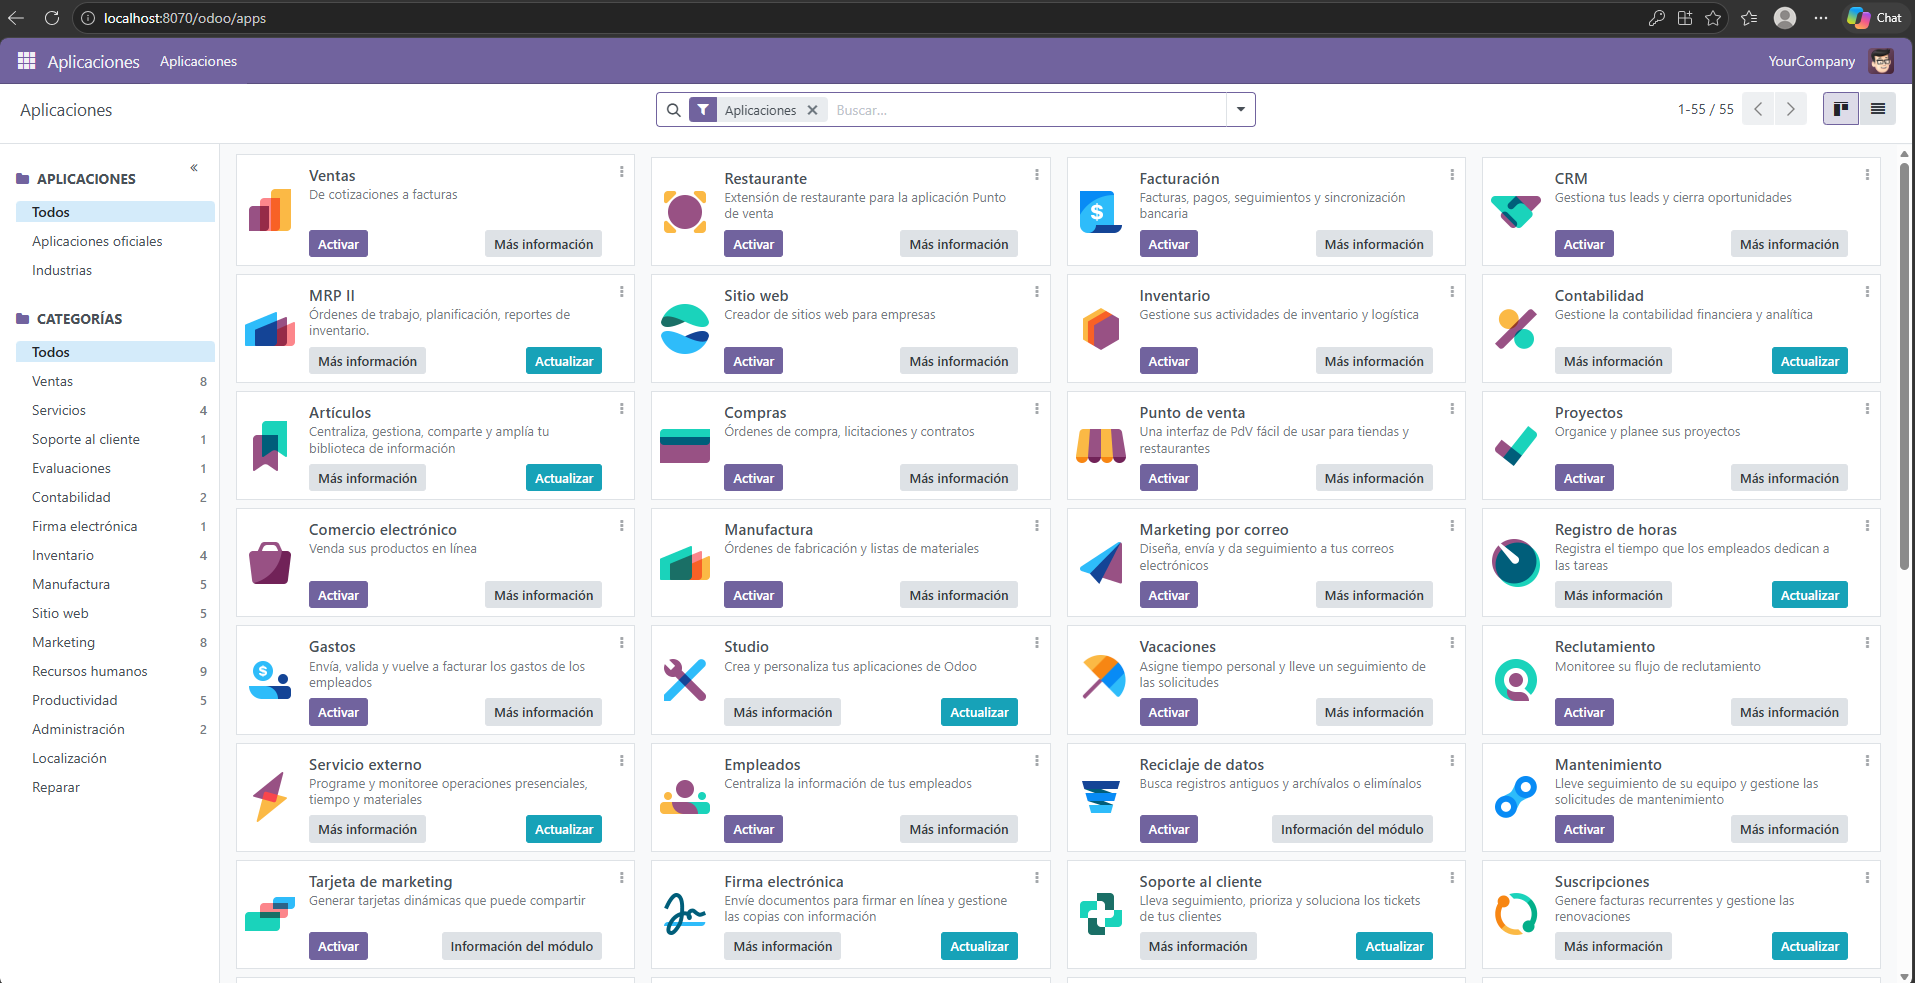 localhost:8070/odoo/apps
Chat
Aplicaciones
Aplicaciones
YourCompany
Aplicaciones
Aplicaciones
Buscar...
1-55 / 55
APLICACIONES
Todos
Aplicaciones oficiales
Industrias
CATEGORÍAS
Todos
Ventas 8
Servicios 4
Soporte al cliente 1
Evaluaciones 1
Contabilidad 2
Firma electrónica 1
Inventario 4
Manufactura 5
Sitio web 5
Marketing 8
Recursos humanos 9
Productividad 5
Administración 2
Localización
Reparar
Ventas
De cotizaciones a facturas
Activar
Más información
Restaurante
Extensión de restaurante para la aplicación Punto
de venta
Activar
Más información
Facturación
Facturas, pagos, seguimientos y sincronización
bancaria
Activar
Más información
CRM
Gestiona tus leads y cierra oportunidades
Activar
Más información
MRP II
Órdenes de trabajo, planificación, reportes de
inventario.
Más información
Actualizar
Sitio web
Creador de sitios web para empresas
Activar
Más información
Inventario
Gestione sus actividades de inventario y logística
Activar
Más información
Contabilidad
Gestione la contabilidad financiera y analítica
Más información
Actualizar
Artículos
Centraliza, gestiona, comparte y amplía tu
biblioteca de información
Más información
Actualizar
Compras
Órdenes de compra, licitaciones y contratos
Activar
Más información
Punto de venta
Una interfaz de PdV fácil de usar para tiendas y
restaurantes
Activar
Más información
Proyectos
Organice y planee sus proyectos
Activar
Más información
Comercio electrónico
Venda sus productos en línea
Activar
Más información
Manufactura
Órdenes de fabricación y listas de materiales
Activar
Más información
Marketing por correo
Diseña, envía y da seguimiento a tus correos
electrónicos
Activar
Más información
Registro de horas
Registra el tiempo que los empleados dedican a
las tareas
Más información
Actualizar
Gastos
Envía, valida y vuelve a facturar los gastos de los
empleados
Activar
Más información
Studio
Crea y personaliza tus aplicaciones de Odoo
Más información
Actualizar
Vacaciones
Asigne tiempo personal y lleve un seguimiento de
las solicitudes
Activar
Más información
Reclutamiento
Monitoree su flujo de reclutamiento
Activar
Más información
Servicio externo
Programe y monitoree operaciones presenciales,
tiempo y materiales
Más información
Actualizar
Empleados
Centraliza la información de tus empleados
Activar
Más información
Reciclaje de datos
Busca registros antiguos y archívalos o elimínalos
Activar
Información del módulo
Mantenimiento
Lleve seguimiento de su equipo y gestione las
solicitudes de mantenimiento
Activar
Más información
Tarjeta de marketing
Generar tarjetas dinámicas que puede compartir
Activar
Información del módulo
Firma electrónica
Envíe documentos para firmar en línea y gestione
las copias con información
Más información
Actualizar
Soporte al cliente
Lleva seguimiento, prioriza y soluciona los tickets
de tus clientes
Más información
Actualizar
Suscripciones
Genere facturas recurrentes y gestione las
renovaciones
Más información
Actualizar